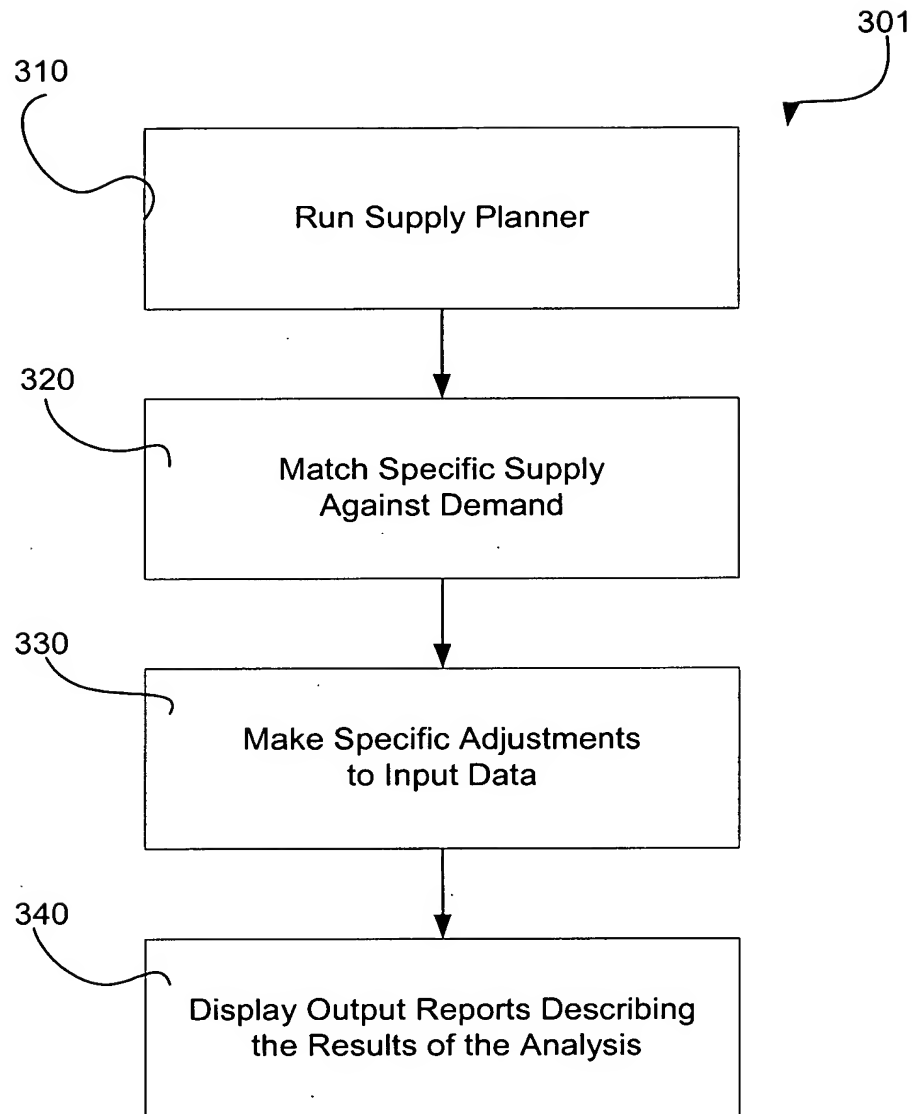 301
310
Run Supply Planner
320
Match Specific Supply
Against Demand
330
Make Specific Adjustments
to Input Data
340
Display Output Reports Describing
the Results of the Analysis